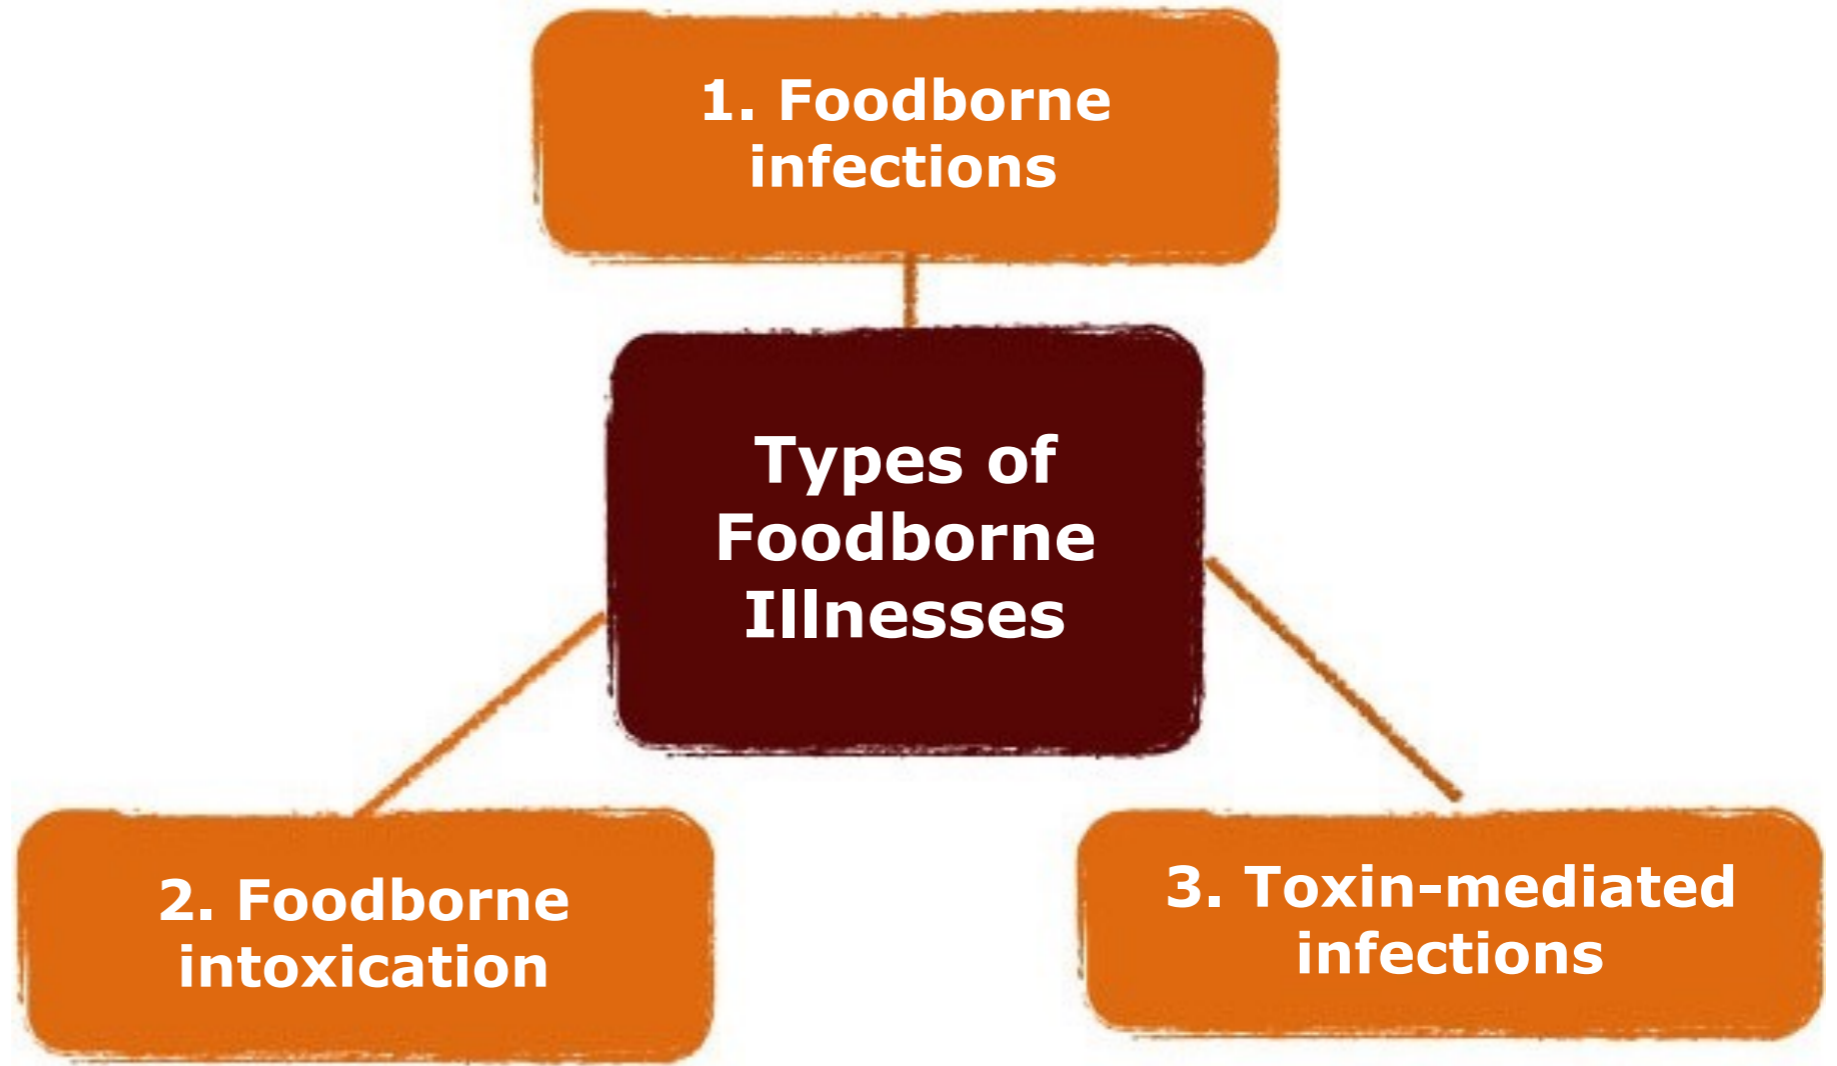 1. Foodborne
infections
Types of
Foodborne
Illnesses
2. Foodborne
intoxication
3. Toxin-mediated
infections